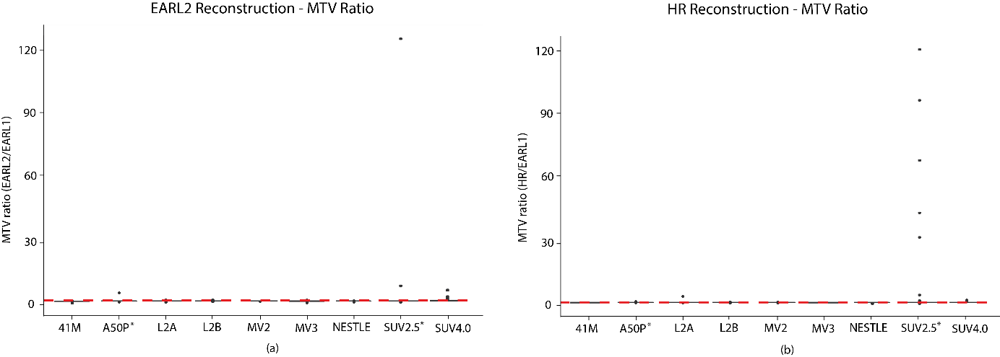 EARL2 Reconstruction - MTV Ratio
MTV ratio (EARL2/EARL1)
120
90
60
30
0
41M A50P* L2A L2B MV2 MV3 NESTLE SUV2.5* SUV4.0
(a)
HR Reconstruction - MTV Ratio
MTV ratio (HR/EARL1)
120
90
60
30
0
41M A50P* L2A L2B MV2 MV3 NESTLE SUV2.5* SUV4.0
(b)